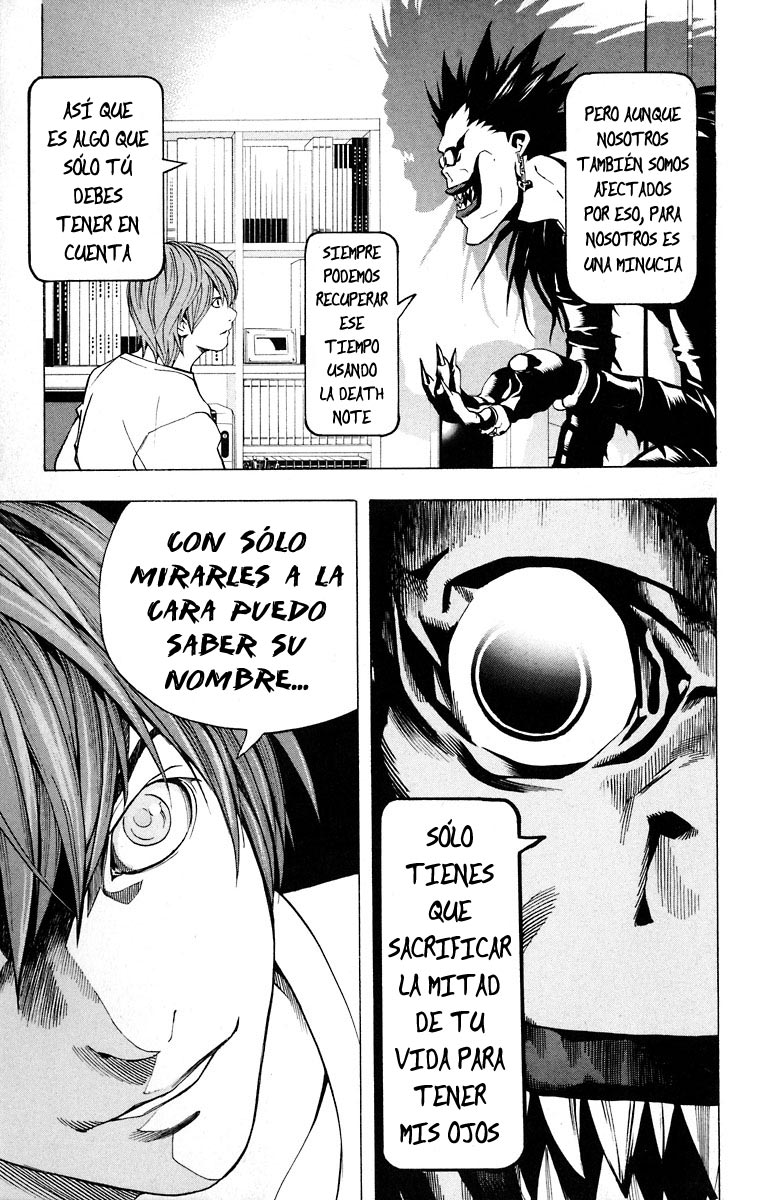 PERO AUNQUE
NOSOTROS
TAMBIÉN SOMOS
AFECTADOS
POR ESO, PARA
NOSOTROS ES
UNA MINUCIA
SIEMPRE
PODEMOS
RECUPERAR
ESE
TIEMPO
USANDO
LA DEATH
NOTE
ASÍ QUE
ES ALGO QUE
SÓLO TÚ
DEBES
TENER EN
CUENTA
SÓLO
TIENES
QUE
SACRIFICAR
LA MITAD
DE TU
VIDA PARA
TENER
MIS OJOS
CON SÓLO
MIRARLES A LA
CARA PUEDO
SABER SU
NOMBRE...